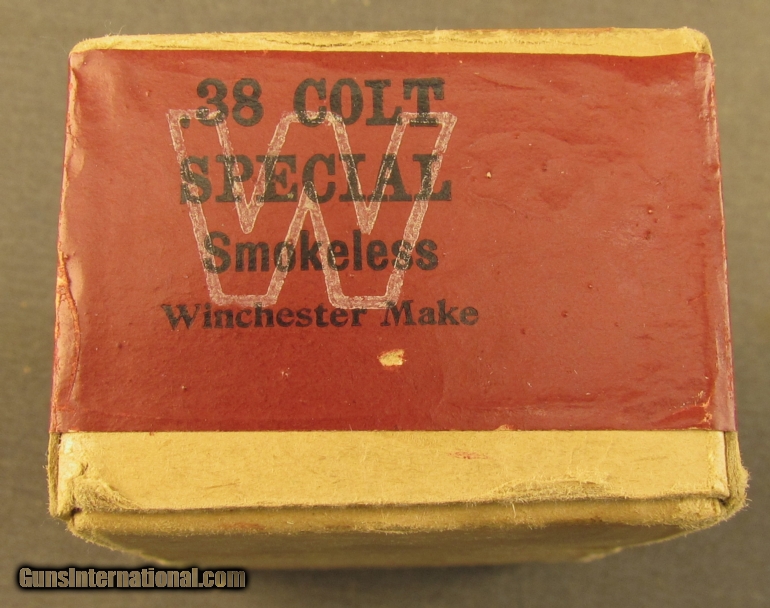 .38 COLT
SPECIAL
W
Smokeless
Winchester Make
GunsInternational.com